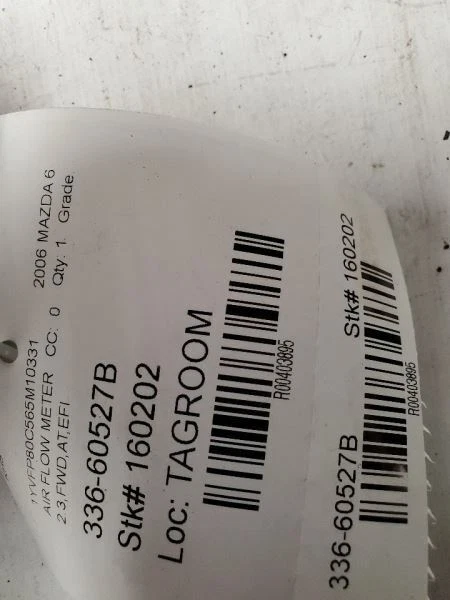 1YVFP80C565M10331 2006 MAZDA 6
AIR FLOW METER CC: 0 Qty: 1 Grade
2.3,FWD,AT,EFI
336-60527B
Stk# 160202
Loc: TAGROOM
R00403895
336-60527B Stk# 160202
R00403895